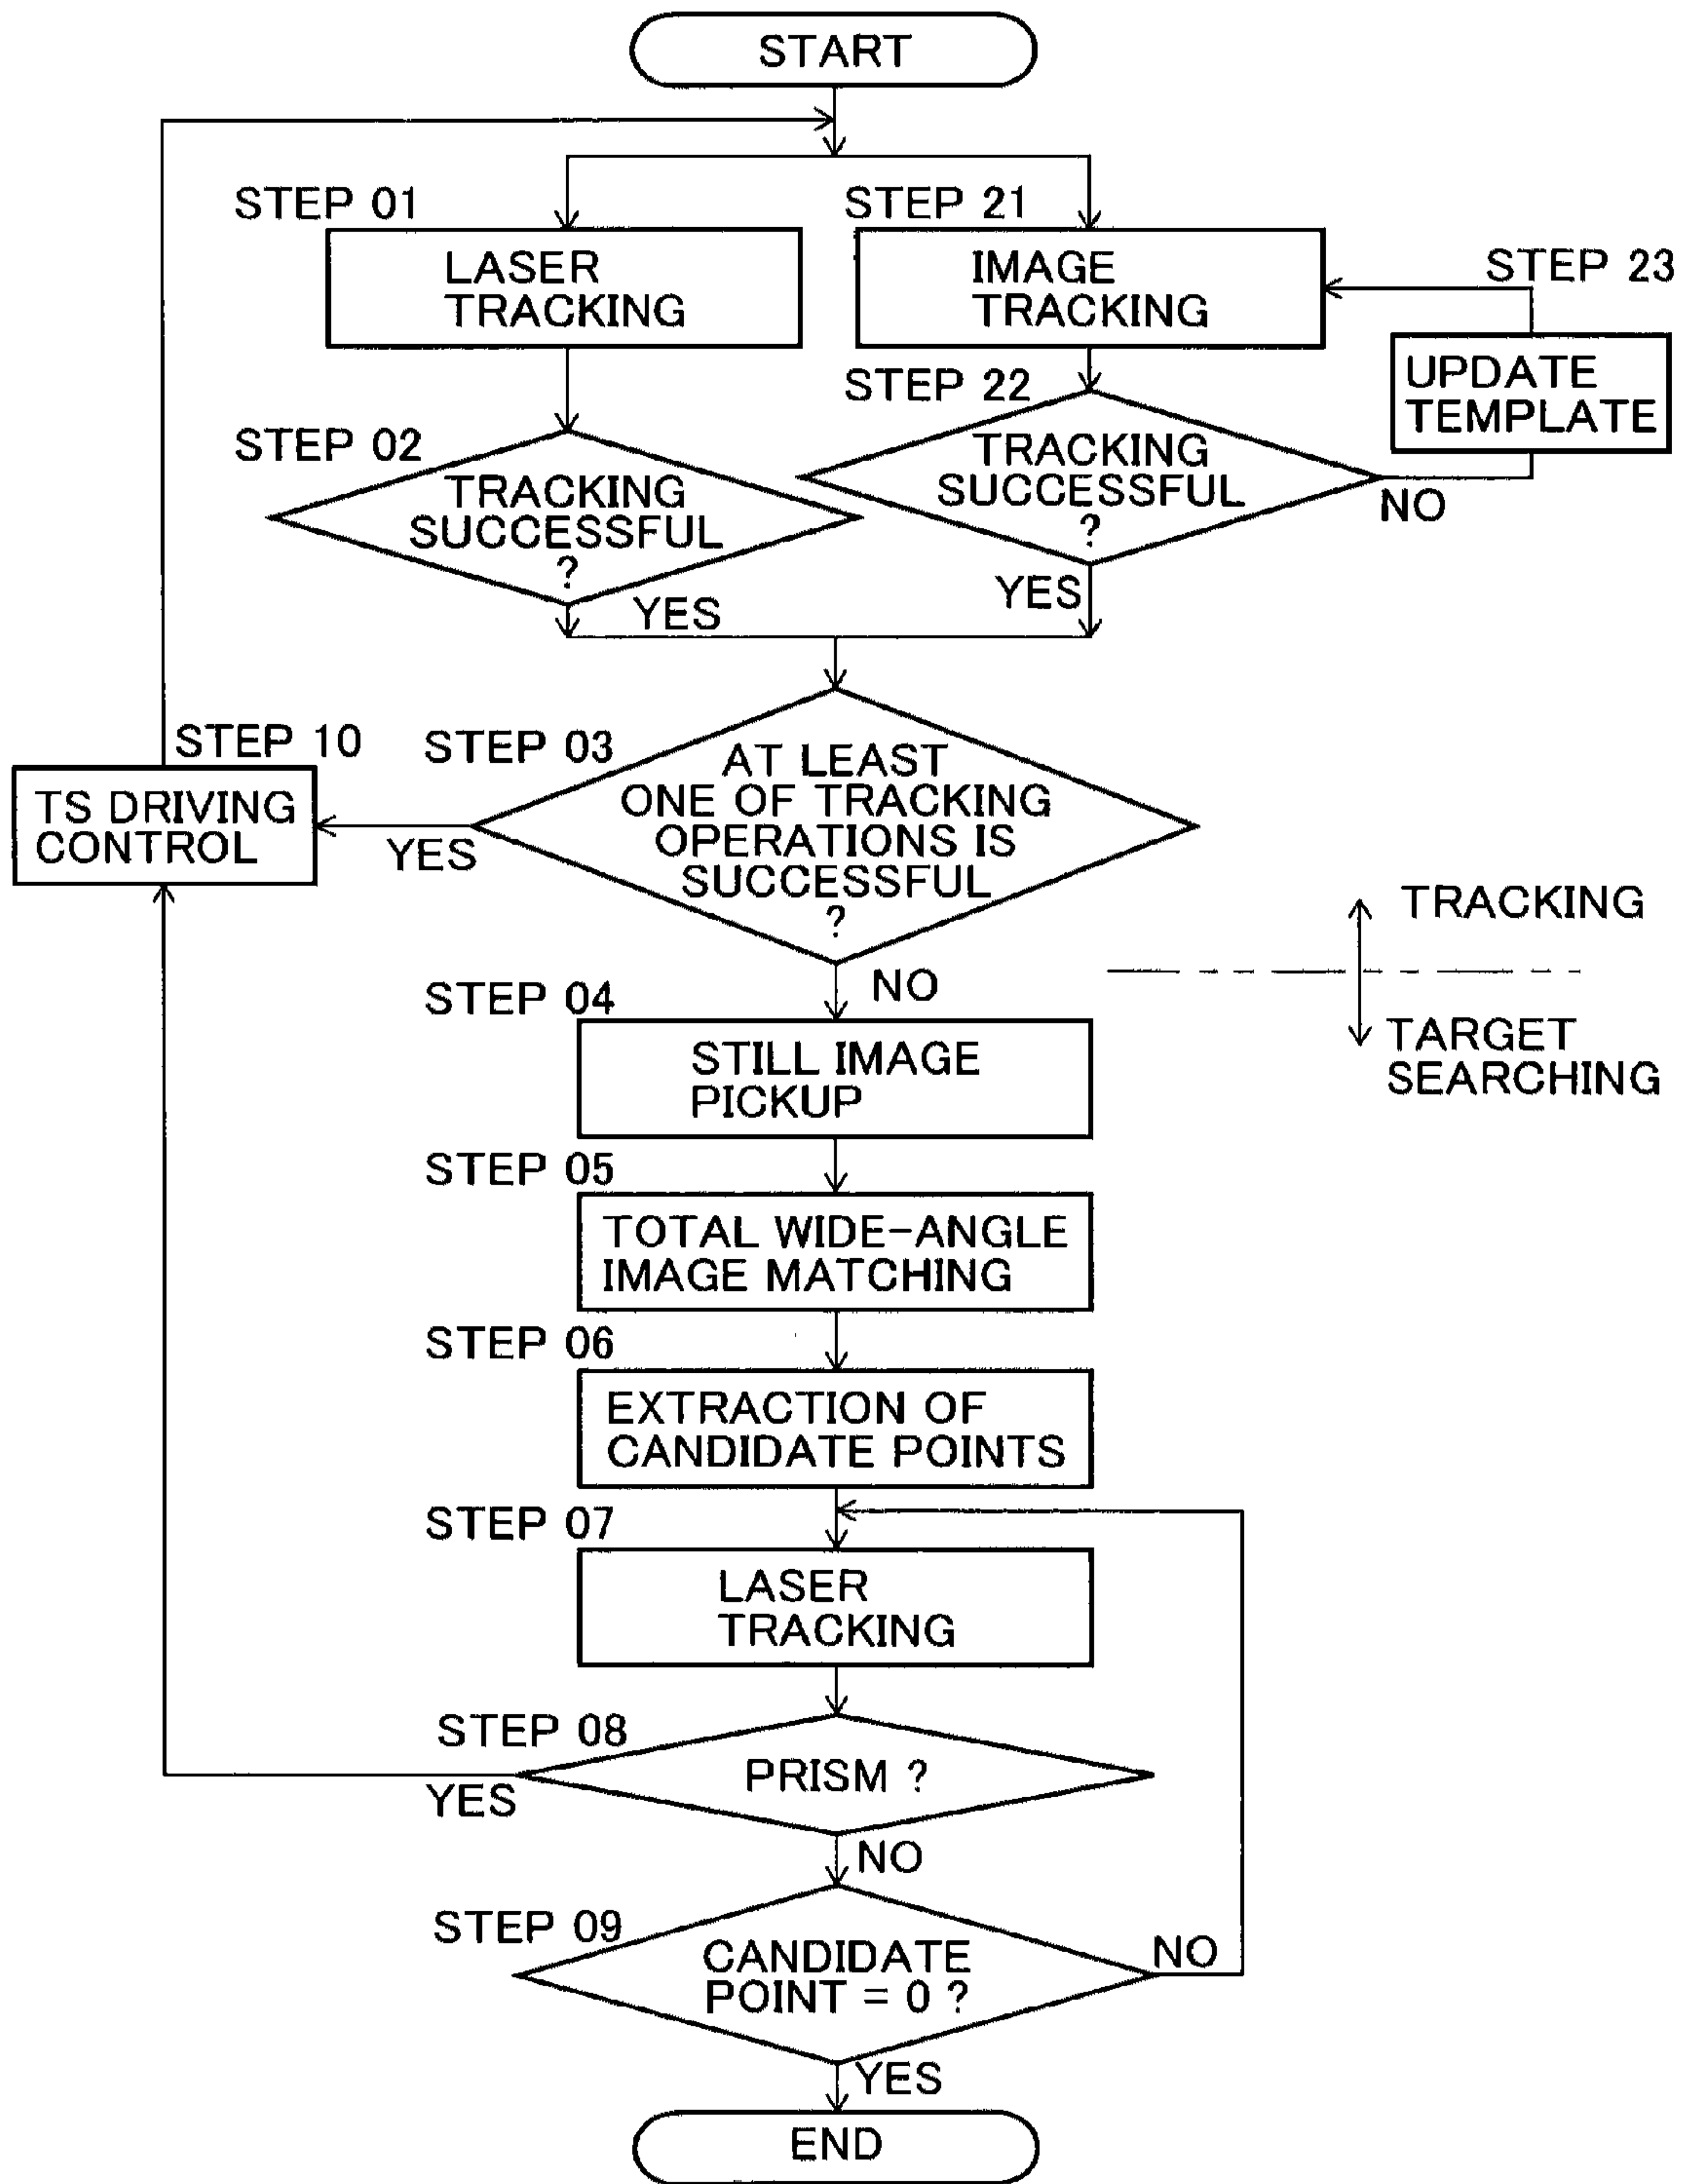 START
STEP 01
LASER
TRACKING
STEP 02
TRACKING
SUCCESSFUL
?
YES
STEP 21
IMAGE
TRACKING
STEP 22
TRACKING
SUCCESSFUL
?
YES
NO
STEP 23
UPDATE
TEMPLATE
STEP 03
AT LEAST
ONE OF TRACKING
OPERATIONS IS
SUCCESSFUL
?
YES
NO
STEP 10
TS DRIVING
CONTROL
TRACKING
TARGET
SEARCHING
STEP 04
STILL IMAGE
PICKUP
STEP 05
TOTAL WIDE-ANGLE
IMAGE MATCHING
STEP 06
EXTRACTION OF
CANDIDATE POINTS
STEP 07
LASER
TRACKING
STEP 08
PRISM ?
YES
NO
STEP 09
CANDIDATE
POINT = 0 ?
NO
YES
END